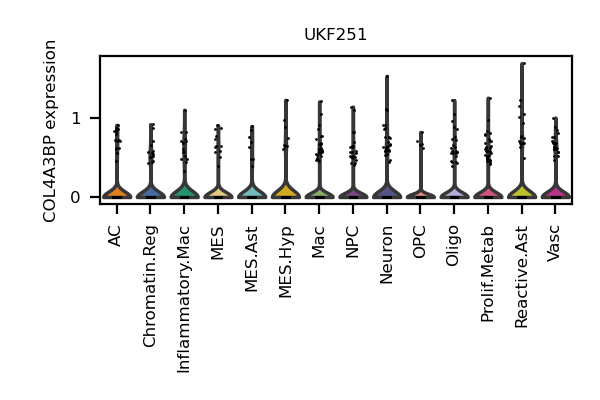 UKF251
COL4A3BP expression
1
0
AC
Chromatin.Reg
Inflammatory.Mac
MES
MES.Ast
MES.Hyp
Mac
NPC
Neuron
OPC
Oligo
Prolif.Metab
Reactive.Ast
Vasc